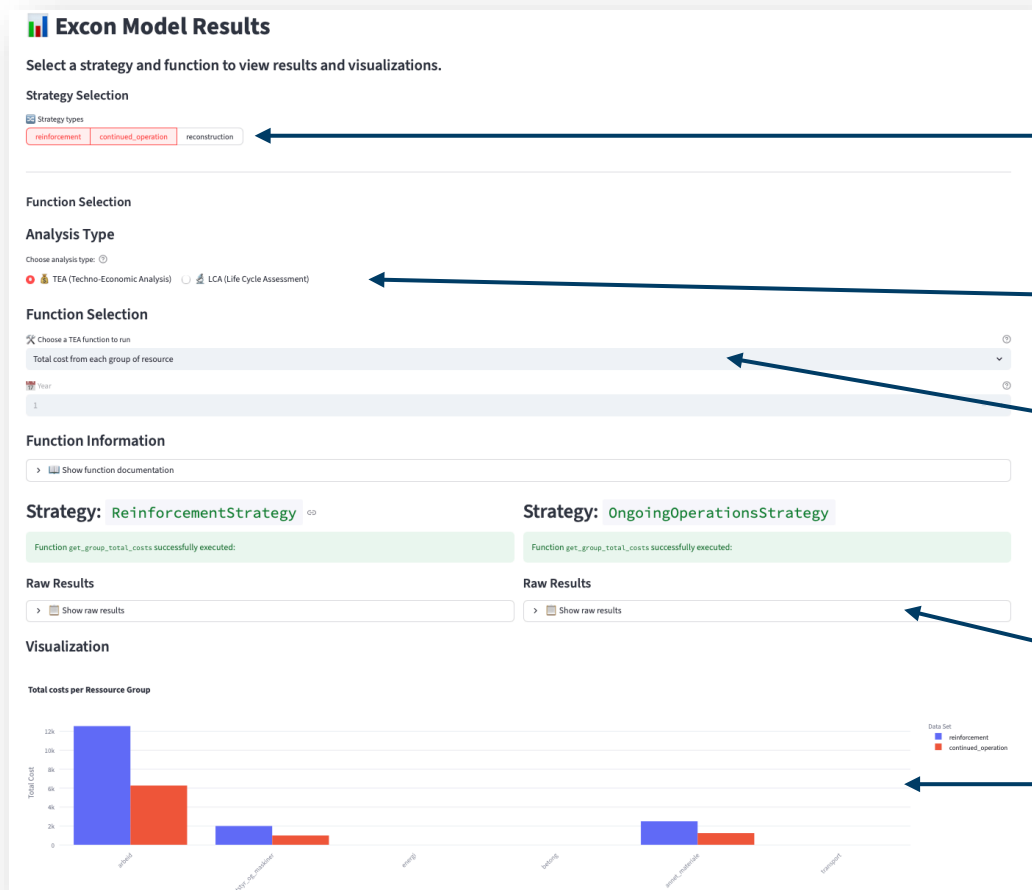 Excon Model Results
Select a strategy and function to view results and visualizations.
Strategy Selection
Strategy types
reinforcement continued_operation reconstruction
Function Selection
Analysis Type
Choose analysis type:
TEA (Techno-Economic Analysis) LCA (Life Cycle Assessment)
Function Selection
Choose a TEA function to run
Total cost from each group of resource
Year
1
Function Information
Show function documentation
Strategy: ReinforcementStrategy
Strategy: OngoingOperationsStrategy
Function get_group_total_costs successfully executed:
Function get_group_total_costs successfully executed:
Raw Results
Raw Results
Show raw results
Show raw results
Visualization
Total costs per Ressource Group
Data Set
reinforcement
continued_operation
Total Cost
12k
10k
8k
6k
4k
2k
0
arbeid
energi
betong
annet_materiale
transport